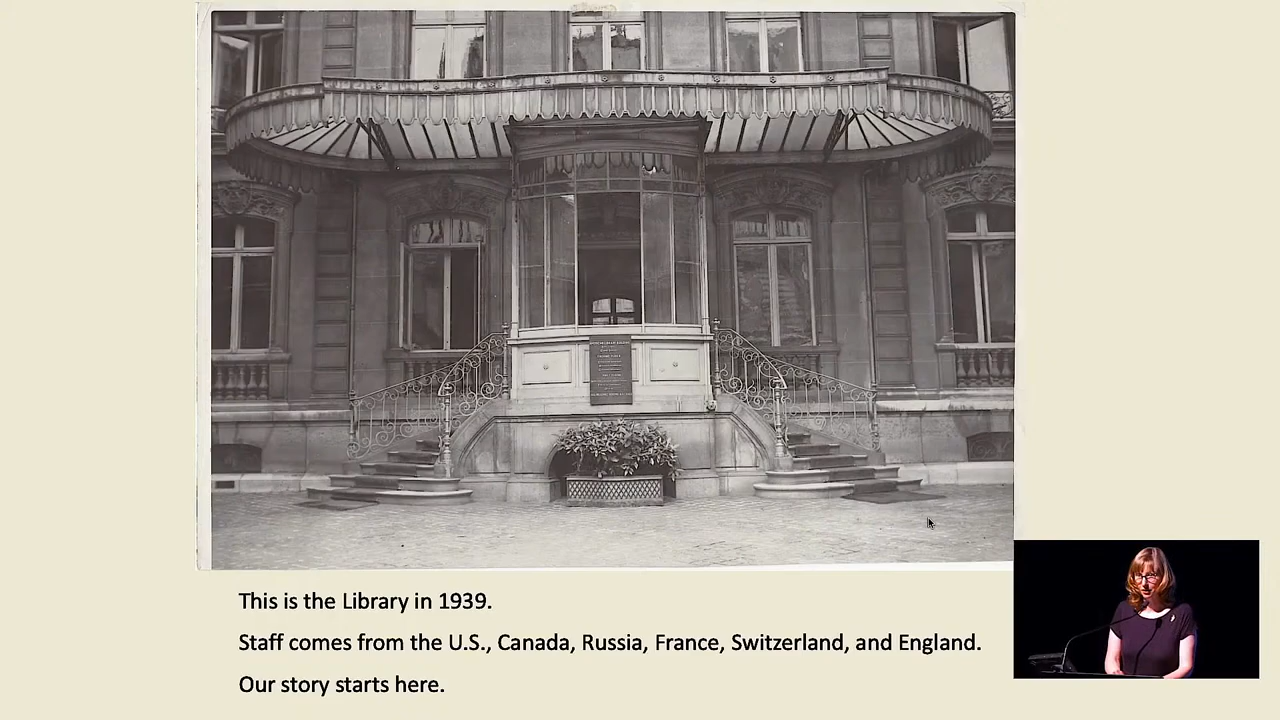 This is the Library in 1939.
Staff comes from the U.S., Canada, Russia, France, Switzerland, and England.
Our story starts here.